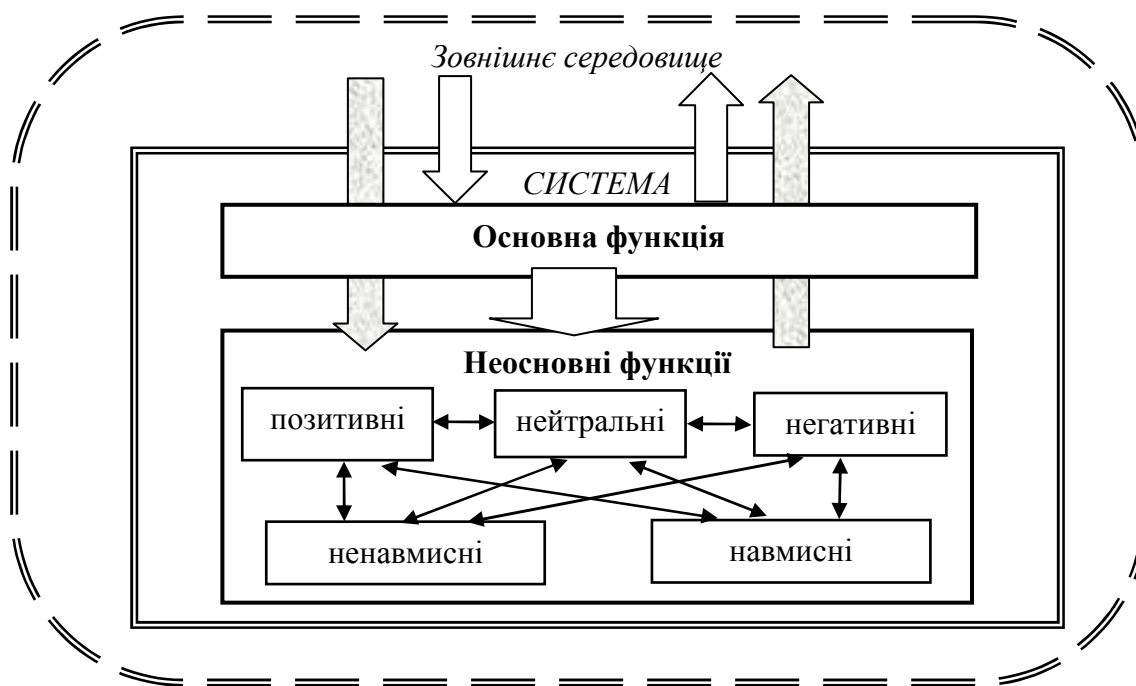 Зовнішнє середовище
СИСТЕМА
Основна функція
Неосновні функції
позитивні
нейтральні
негативні
ненавмисні
навмисні